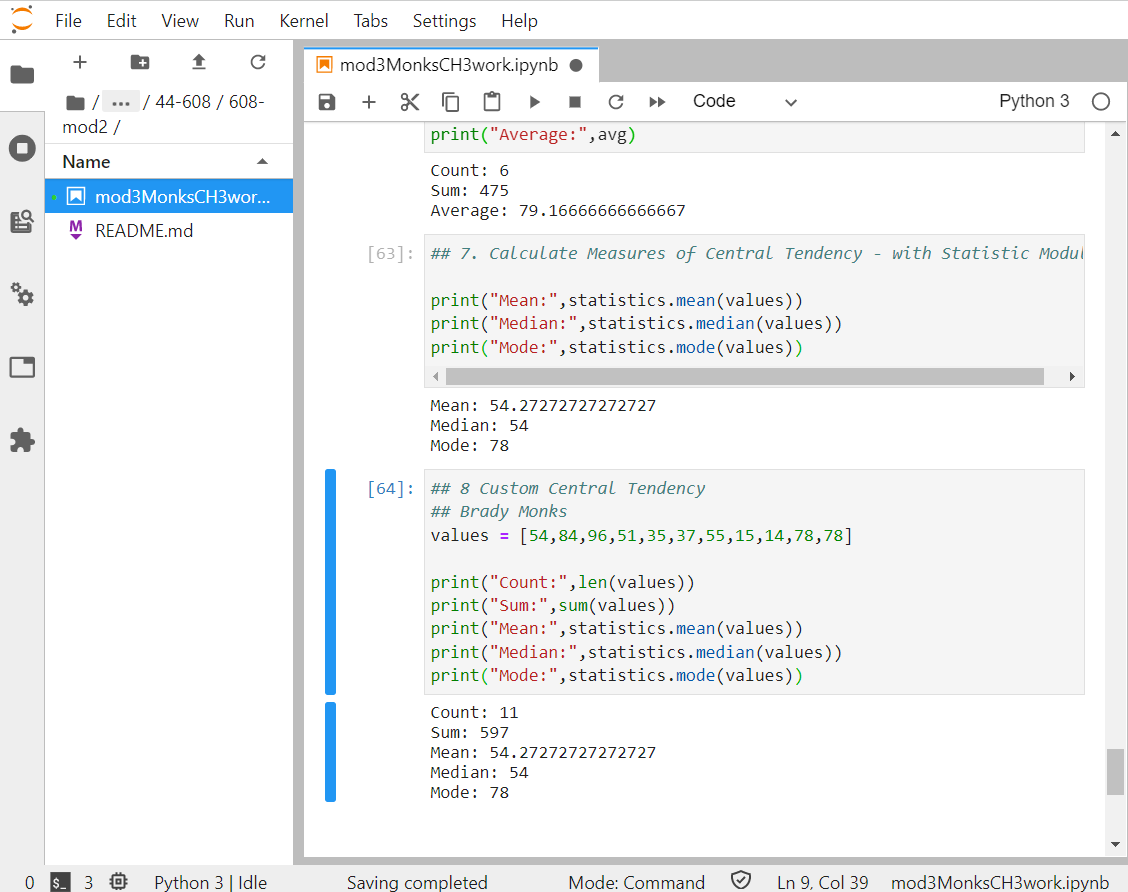 File Edit View Run Kernel Tabs Settings Help
/ ... / 44-608 / 608-
mod2 /
Name
mod3MonksCH3wor...
README.md
mod3MonksCH3work.ipynb
Code
Python 3
print("Average:",avg)
Count: 6
Sum: 475
Average: 79.16666666666667
[63]:
## 7. Calculate Measures of Central Tendency - with Statistic Modul
print("Mean:",statistics.mean(values))
print("Median:",statistics.median(values))
print("Mode:",statistics.mode(values))
Mean: 54.27272727272727
Median: 54
Mode: 78
[64]:
## 8 Custom Central Tendency
## Brady Monks
values = [54,84,96,51,35,37,55,15,14,78,78]
print("Count:",len(values))
print("Sum:",sum(values))
print("Mean:",statistics.mean(values))
print("Median:",statistics.median(values))
print("Mode:",statistics.mode(values))
Count: 11
Sum: 597
Mean: 54.27272727272727
Median: 54
Mode: 78
0 $_ 3 Python 3 | Idle Saving completed Mode: Command Ln 9, Col 39 mod3MonksCH3work.ipynb